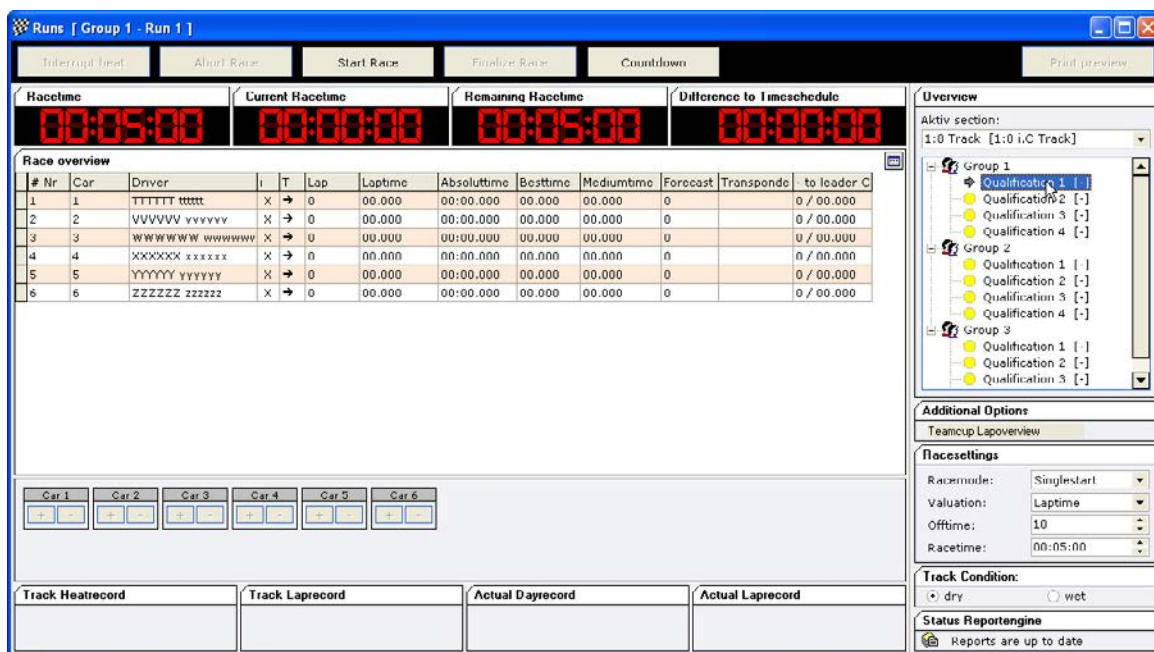 Runs [ Group 1 - Run 1 ]
Interrupt heat Abort Race Start Race Finalize Race Countdown Print preview
Racetime Current Racetime Remaining Racetime Difference to Timeschedule
00:05:00 00:00:00 00:05:00 00:00:00
Race overview
# Nr Car Driver i T Lap Laptime Absoluttime Besttime Mediumtime Forecast Transponde - to leader C
1 1 TTTTTT tttttt X 0 00.000 00:00.000 00.000 00.000 0 0 / 00.000
2 2 VVVVVV vvvvvv X 0 00.000 00:00.000 00.000 00.000 0 0 / 00.000
3 3 WWWWWW wwwwww X 0 00.000 00:00.000 00.000 00.000 0 0 / 00.000
4 4 XXXXXX xxxxxx X 0 00.000 00:00.000 00.000 00.000 0 0 / 00.000
5 5 YYYYYY yyyyyy X 0 00.000 00:00.000 00.000 00.000 0 0 / 00.000
6 6 ZZZZZZ zzzzzz X 0 00.000 00:00.000 00.000 00.000 0 0 / 00.000
Car 1 Car 2 Car 3 Car 4 Car 5 Car 6
+ - + - + - + - + - + -
Track Heatrecord Track Laprecord Actual Dayrecord Actual Laprecord
Overview
Aktiv section:
1:8 Track [1:8 I.C Track]
Group 1
Qualification 1 [-]
Qualification 2 [-]
Qualification 3 [-]
Qualification 4 [-]
Group 2
Qualification 1 [-]
Qualification 2 [-]
Qualification 3 [-]
Qualification 4 [-]
Group 3
Qualification 1 [-]
Qualification 2 [-]
Qualification 3 [-]
Additional Options
Teamcup Lapoverview
Racesettings
Racemode: Singlestart
Valuation: Laptime
Offtime: 10
Racetime: 00:05:00
Track Condition:
dry wet
Status Reportengine
Reports are up to date